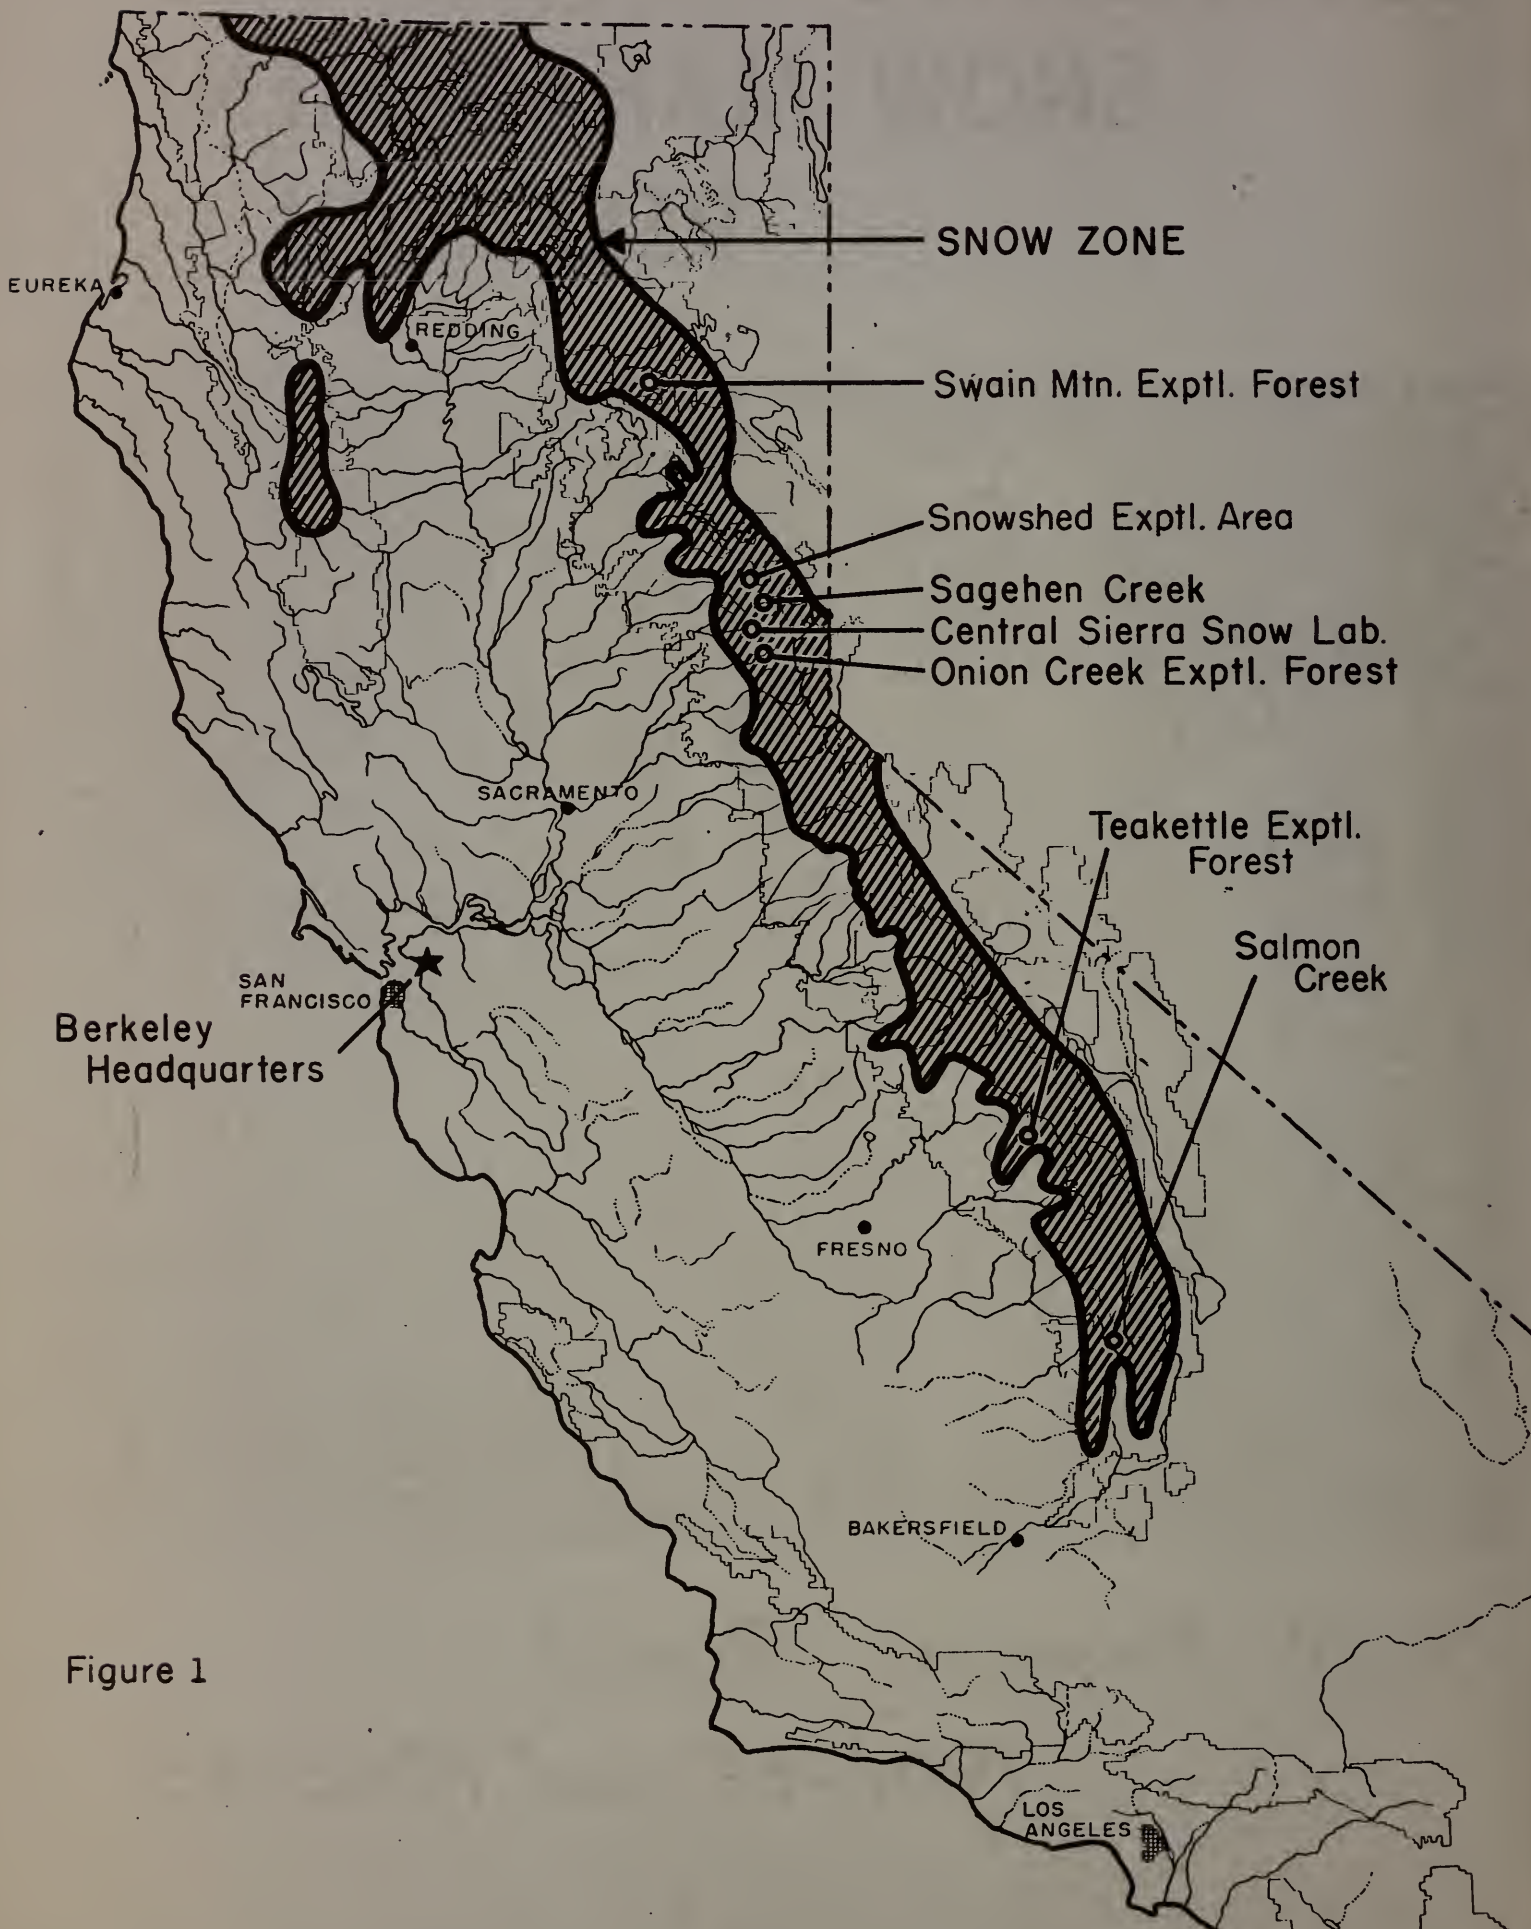 SNOW ZONE
EUREKA
REDDING
Swain Mtn. Exptl. Forest
Snowshed Exptl. Area
Sagehen Creek
Central Sierra Snow Lab.
Onion Creek Exptl. Forest
SACRAMENTO
Teakettle Exptl.
Forest
Salmon
Creek
SAN
FRANCISCO
Berkeley
Headquarters
FRESNO
BAKERSFIELD
Figure 1
LOS
ANGELES